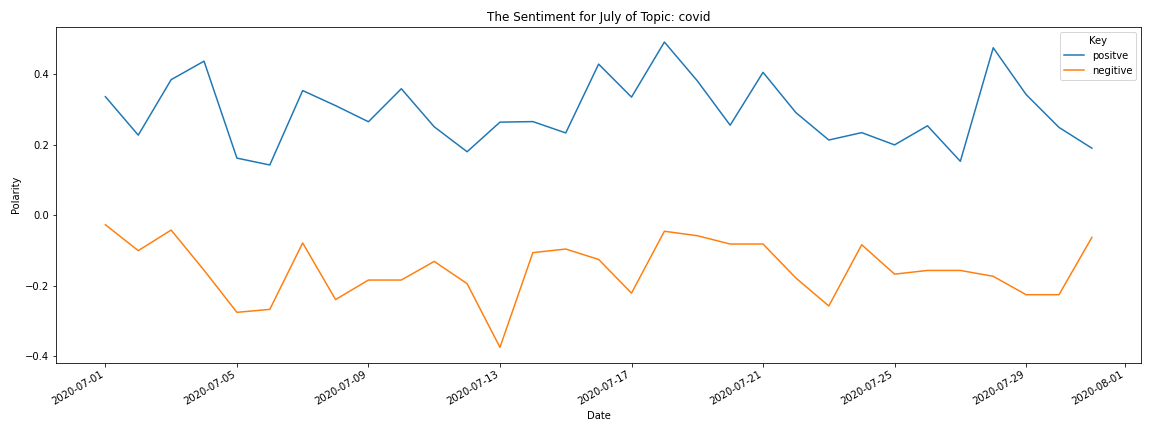 The Sentiment for July of Topic: covid
Key
positve
negitive
Polarity
0.4
0.2
0.0
−0.2
−0.4
2020-07-01
2020-07-05
2020-07-09
2020-07-13
2020-07-17
2020-07-21
2020-07-25
2020-07-29
2020-08-01
Date